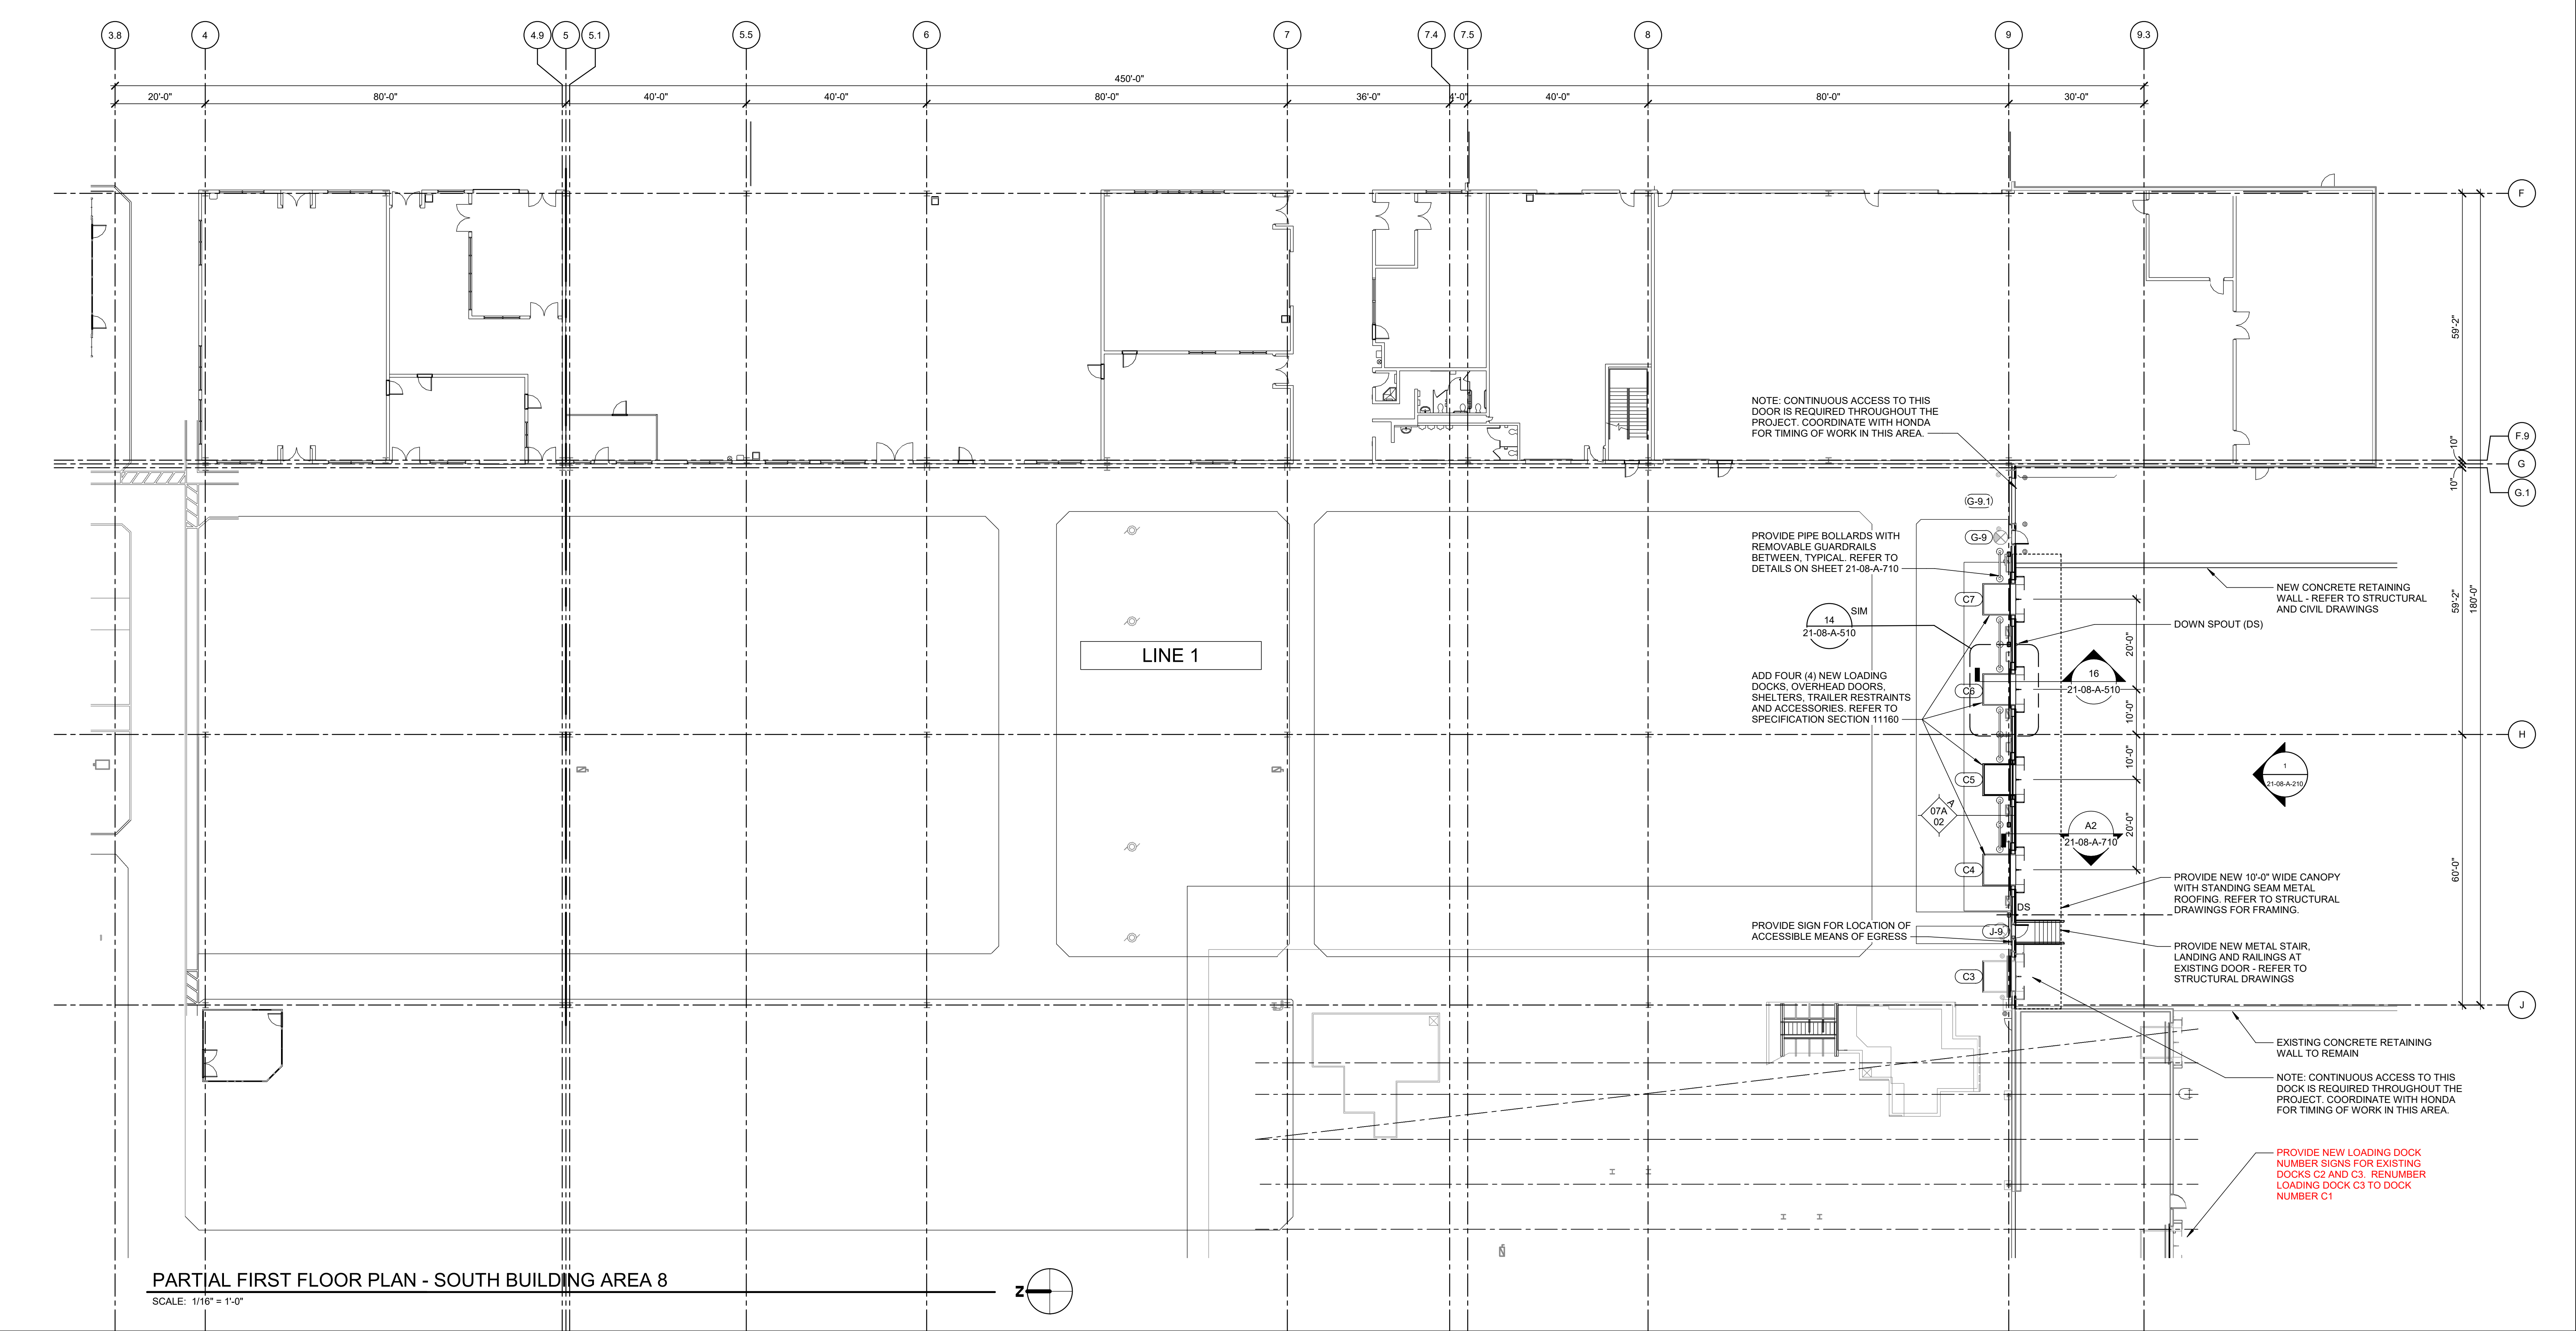 3.8
4
4.9
5
5.1
5.5
6
7
7.4
7.5
8
9
9.3
450'-0"
20'-0"
80'-0"
40'-0"
40'-0"
80'-0"
36'-0"
4'-0"
40'-0"
80'-0"
30'-0"
F
59'-2"
NOTE: CONTINUOUS ACCESS TO THIS
DOOR IS REQUIRED THROUGHOUT THE
PROJECT. COORDINATE WITH HONDA
FOR TIMING OF WORK IN THIS AREA.
F.9
10"
G
10"
G.1
(G-9.1)
PROVIDE PIPE BOLLARDS WITH
REMOVABLE GUARDRAILS
BETWEEN, TYPICAL. REFER TO
DETAILS ON SHEET 21-08-A-710
G-9
C7
NEW CONCRETE RETAINING
WALL - REFER TO STRUCTURAL
AND CIVIL DRAWINGS
59'-2"
180'-0"
14
SIM
21-08-A-510
DOWN SPOUT (DS)
20'-0"
LINE 1
ADD FOUR (4) NEW LOADING
DOCKS, OVERHEAD DOORS,
SHELTERS, TRAILER RESTRAINTS
AND ACCESSORIES. REFER TO
SPECIFICATION SECTION 11160
C6
16
21-08-A-510
10'-0"
H
10'-0"
C5
1
21-08-A-210
07A
02
A
A2
21-08-A-710
20'-0"
C4
60'-0"
PROVIDE NEW 10'-0" WIDE CANOPY
WITH STANDING SEAM METAL
ROOFING. REFER TO STRUCTURAL
DRAWINGS FOR FRAMING.
DS
PROVIDE SIGN FOR LOCATION OF
ACCESSIBLE MEANS OF EGRESS
J-9
PROVIDE NEW METAL STAIR,
LANDING AND RAILINGS AT
EXISTING DOOR - REFER TO
STRUCTURAL DRAWINGS
C3
J
EXISTING CONCRETE RETAINING
WALL TO REMAIN
NOTE: CONTINUOUS ACCESS TO THIS
DOCK IS REQUIRED THROUGHOUT THE
PROJECT. COORDINATE WITH HONDA
FOR TIMING OF WORK IN THIS AREA.
PROVIDE NEW LOADING DOCK
NUMBER SIGNS FOR EXISTING
DOCKS C2 AND C3. RENUMBER
LOADING DOCK C3 TO DOCK
NUMBER C1
PARTIAL FIRST FLOOR PLAN - SOUTH BUILDING AREA 8
SCALE: 1/16" = 1'-0"
N